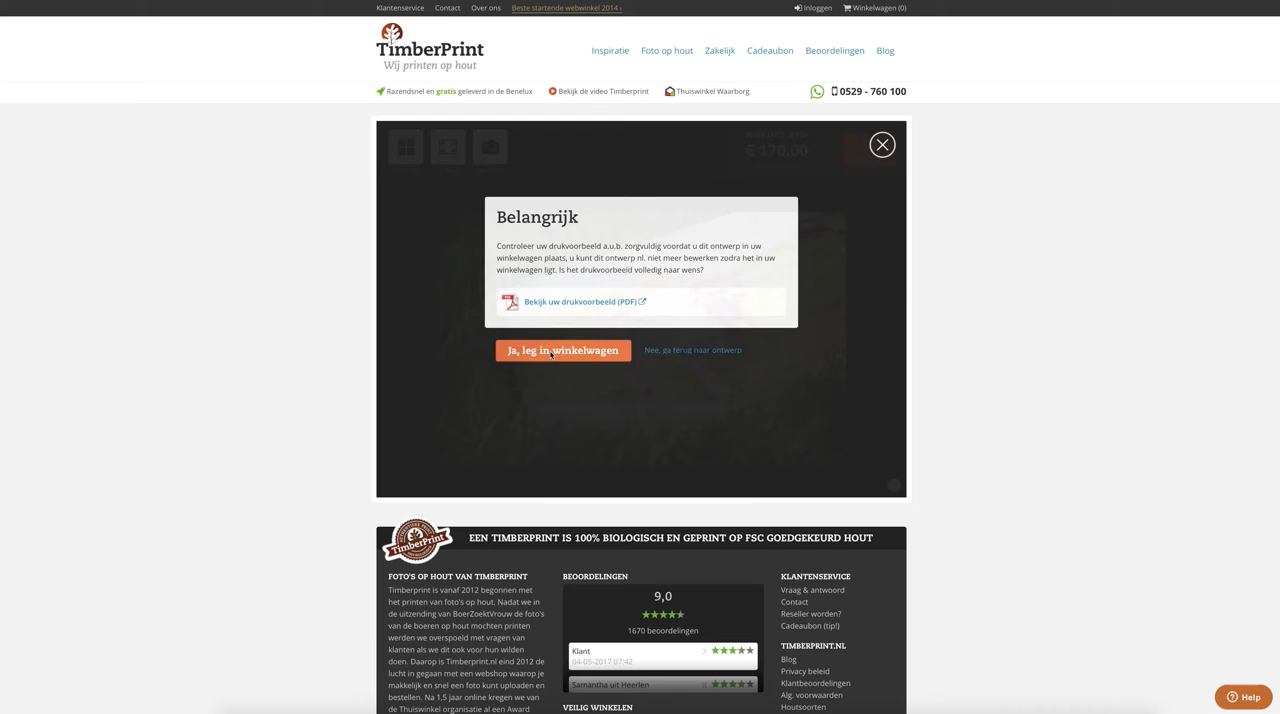 Klantenservice Contact Over ons Beste startende webwinkel 2014 › Inloggen Winkelwagen (0)
TimberPrint
Wij printen op hout
Inspiratie Foto op hout Zakelijk Cadeaubon Beoordelingen Blog
Razendsnel en gratis geleverd in de Benelux Bekijk de video Timberprint Thuiswinkel Waarborg 0529 - 760 100
€ 170,00
Belangrijk
Controleer uw drukvoorbeeld a.u.b. zorgvuldig voordat u dit ontwerp in uw
winkelwagen plaats, u kunt dit ontwerp nl. niet meer bewerken zodra het in uw
winkelwagen ligt. Is het drukvoorbeeld volledig naar wens?
Bekijk uw drukvoorbeeld (PDF)
Ja, leg in winkelwagen Nee, ga terug naar ontwerp
TimberPrint
EEN TIMBERPRINT IS 100% BIOLOGISCH EN GEPRINT OP FSC GOEDGEKEURD HOUT
FOTO'S OP HOUT VAN TIMBERPRINT
Timberprint is vanaf 2012 begonnen met
het printen van foto's op hout. Nadat we in
de uitzending van BoerZoektVrouw de foto's
van de boeren op hout mochten printen
werden we overspoeld met vragen van
klanten als we dit ook voor hun wilden
doen. Daarop is Timberprint.nl eind 2012 de
lucht in gegaan met een webshop waarop je
makkelijk en snel een foto kunt uploaden en
bestellen. Na 1,5 jaar online kregen we van
de Thuiswinkel organisatie al een Award
BEOORDELINGEN
9,0
1670 beoordelingen
Klant 7
04-05-2017 07:42
Samantha uit Heerlen
VEILIG WINKELEN
KLANTENSERVICE
Vraag & antwoord
Contact
Reseller worden?
Cadeaubon (tip!)
TIMBERPRINT.NL
Blog
Privacy beleid
Klantbeoordelingen
Alg. voorwaarden
Houtsoorten
Help